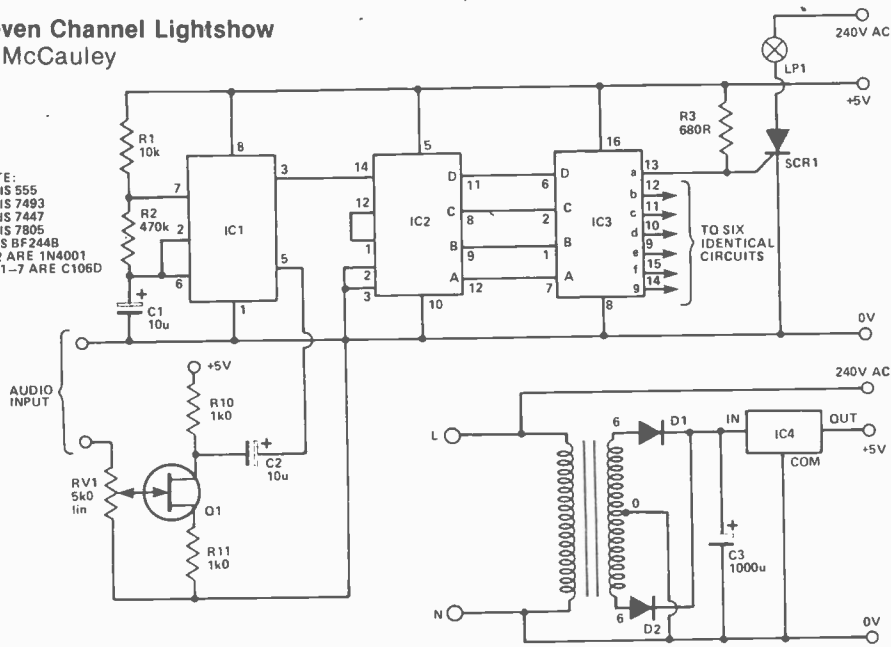 ven Channel Lightshow
McCauley
TE:
IS 555
IS 7493
IS 7447
IS 7805
S BF244B
2 ARE 1N4001
1–7 ARE C106D
R1
10k
R2
470k
C1
10u
+
7
2
6
8
3
5
1
IC1
14
12
1
2
3
5
IC2
10
D
C
B
A
11
8
9
12
6
2
1
7
D
C
B
A
16
IC3
8
a
b
c
d
e
f
g
13
12
11
10
9
15
14
TO SIX
IDENTICAL
CIRCUITS
R3
680R
SCR1
LP1
240V AC
+5V
0V
AUDIO
INPUT
RV1
5k0
lin
+5V
R10
1k0
+
C2
10u
Q1
R11
1k0
L
N
6
0
6
D1
D2
+
C3
1000u
IN
IC4
OUT
COM
240V AC
+5V
0V